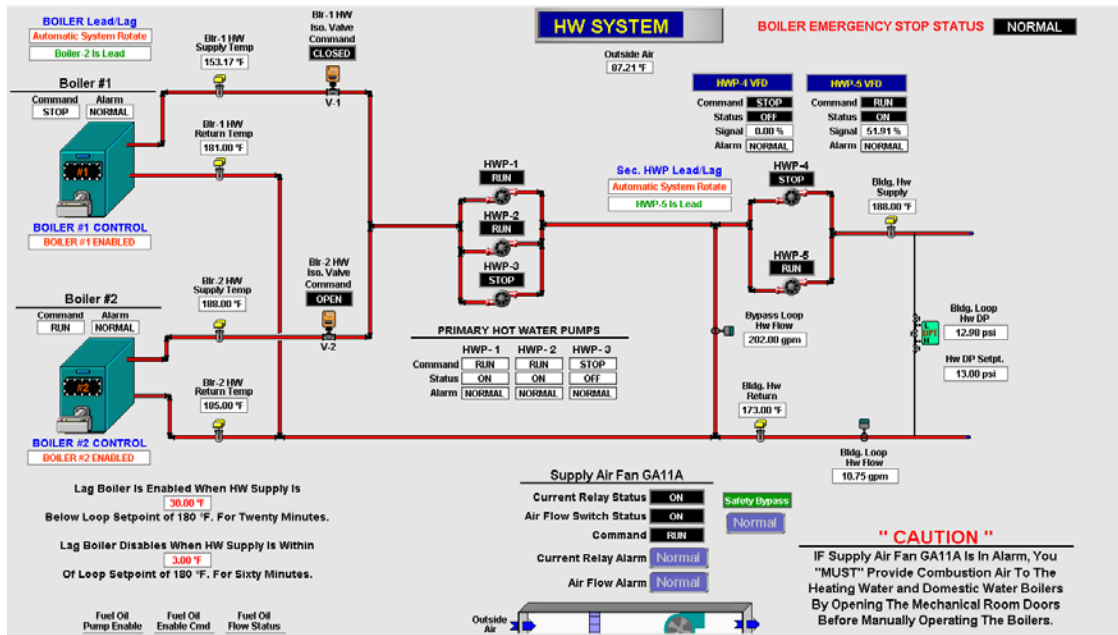 BOILER Lead/Lag
Automatic System Rotate
Boiler-2 Is Lead
Blr-1 HW
Supply Temp
153.17 °F
Blr-1 HW
Iso. Valve
Command
CLOSED
V-1
HW SYSTEM
BOILER EMERGENCY STOP STATUS NORMAL
Outside Air
87.21 °F
Boiler #1
Command Alarm
STOP NORMAL
#1
BOILER #1 CONTROL
BOILER #1 ENABLED
Blr-1 HW
Return Temp
181.00 °F
HWP-4 VFD
Command STOP
Status OFF
Signal 0.00 %
Alarm NORMAL
HWP-5 VFD
Command RUN
Status ON
Signal 51.91 %
Alarm NORMAL
HWP-1
RUN
HWP-2
RUN
HWP-3
STOP
Sec. HWP Lead/Lag
Automatic System Rotate
HWP-5 Is Lead
HWP-4
STOP
HWP-5
RUN
Bldg. Hw
Supply
188.00 °F
Boiler #2
Command Alarm
RUN NORMAL
#2
BOILER #2 CONTROL
BOILER #2 ENABLED
Blr-2 HW
Supply Temp
188.00 °F
Blr-2 HW
Iso. Valve
Command
OPEN
V-2
Blr-2 HW
Return Temp
185.00 °F
PRIMARY HOT WATER PUMPS
HWP- 1 HWP- 2 HWP- 3
Command RUN RUN STOP
Status ON ON OFF
Alarm NORMAL NORMAL NORMAL
Bypass Loop
Hw Flow
202.00 gpm
L
DPT
H
Bldg. Loop
Hw DP
12.98 psi
Hw DP Setpt.
13.00 psi
Bldg. Hw
Return
173.00 °F
Bldg. Loop
Hw Flow
10.75 gpm
Lag Boiler Is Enabled When HW Supply Is
30.00 °F
Below Loop Setpoint of 180 °F. For Twenty Minutes.
Lag Boiler Disables When HW Supply Is Within
3.00 °F
Of Loop Setpoint of 180 °F. For Sixty Minutes.
Fuel Oil
Pump Enable
Fuel Oil
Enable Cmd
Fuel Oil
Flow Status
Supply Air Fan GA11A
Current Relay Status ON
Air Flow Switch Status ON
Command RUN
Current Relay Alarm Normal
Air Flow Alarm Normal
Safety Bypass
Normal
Outside
Air
" CAUTION "
IF Supply Air Fan GA11A Is In Alarm, You
"MUST" Provide Combustion Air To The
Heating Water and Domestic Water Boilers
By Opening The Mechanical Room Doors
Before Manually Operating The Boilers.